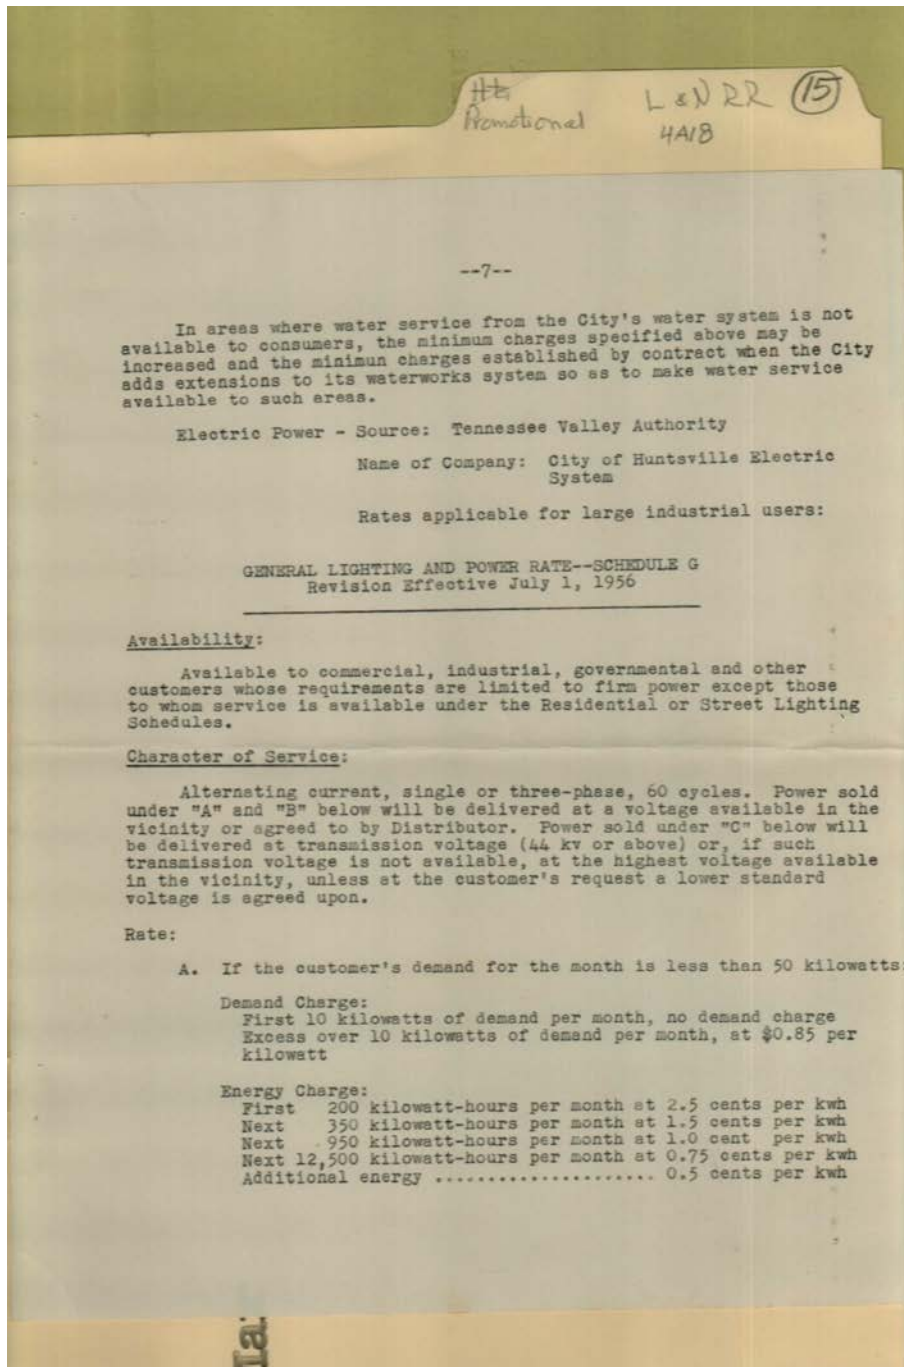 Promotional
L & N RR
15
4A18
--7--
In areas where water service from the City's water system is not
available to consumers, the minimum charges specified above may be
increased and the minimun charges established by contract when the City
adds extensions to its waterworks system so as to make water service
available to such areas.
Electric Power - Source: Tennessee Valley Authority
Name of Company: City of Huntsville Electric
System
Rates applicable for large industrial users:
GENERAL LIGHTING AND POWER RATE--SCHEDULE G
Revision Effective July 1, 1956
Availability:
Available to commercial, industrial, governmental and other
customers whose requirements are limited to firm power except those
to whom service is available under the Residential or Street Lighting
Schedules.
Character of Service:
Alternating current, single or three-phase, 60 cycles. Power sold
under "A" and "B" below will be delivered at a voltage available in the
vicinity or agreed to by Distributor. Power sold under "C" below will
be delivered at transmission voltage (44 kv or above) or, if such
transmission voltage is not available, at the highest voltage available
in the vicinity, unless at the customer's request a lower standard
voltage is agreed upon.
Rate:
A. If the customer's demand for the month is less than 50 kilowatts:
Demand Charge:
First 10 kilowatts of demand per month, no demand charge
Excess over 10 kilowatts of demand per month, at $0.85 per
kilowatt
Energy Charge:
First 200 kilowatt-hours per month at 2.5 cents per kwh
Next 350 kilowatt-hours per month at 1.5 cents per kwh
Next 950 kilowatt-hours per month at 1.0 cent per kwh
Next 12,500 kilowatt-hours per month at 0.75 cents per kwh
Additional energy ...................... 0.5 cents per kwh